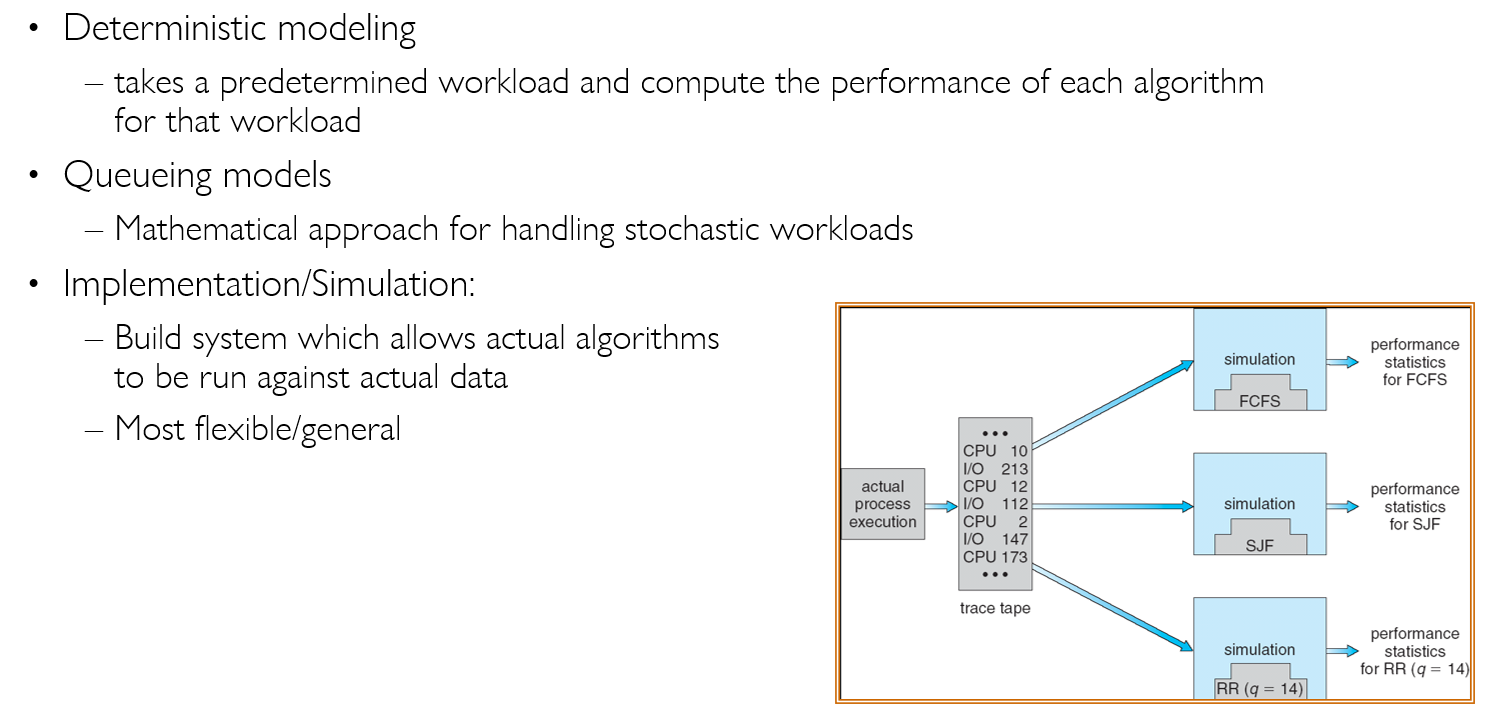 • Deterministic modeling
– takes a predetermined workload and compute the performance of each algorithm
for that workload
• Queueing models
– Mathematical approach for handling stochastic workloads
• Implementation/Simulation:
– Build system which allows actual algorithms
to be run against actual data
– Most flexible/general
actual
process
execution
• • •
CPU 10
I/O 213
CPU 12
I/O 112
CPU 2
I/O 147
CPU 173
• • •
trace tape
simulation
FCFS
performance
statistics
for FCFS
simulation
SJF
performance
statistics
for SJF
simulation
RR (q = 14)
performance
statistics
for RR (q = 14)